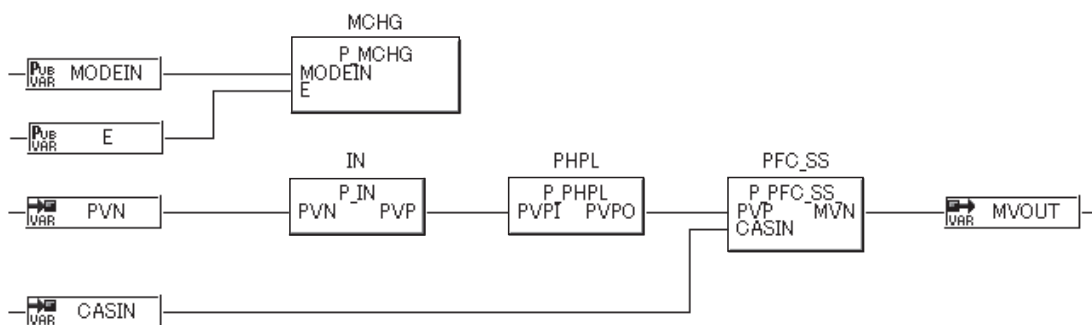 MCHG
P_MCHG
PUB VAR MODEIN MODEIN
E
PUB VAR E
IN PHPL PFC_SS
P_IN P_PHPL P_PFC_SS_
VAR PVN PVN PVP PVPI PVPO PVP MVN VAR MVOUT
CASIN
VAR CASIN